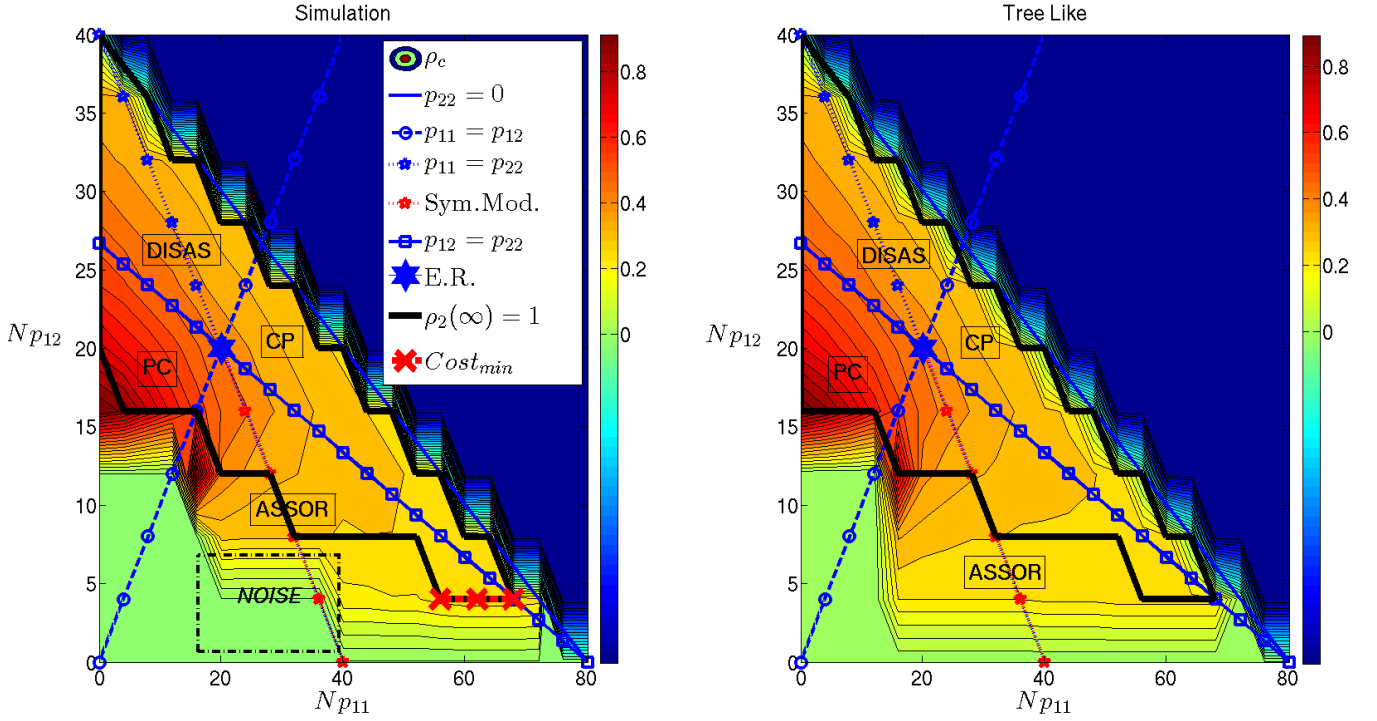 Simulation
40
35
30
25
20
15
10
5
0
Np₁₂
0
20
40
60
80
Np₁₁
DISAS
PC
CP
ASSOR
NOISE
ρ_c
p₂₂ = 0
p₁₁ = p₁₂
p₁₁ = p₂₂
Sym.Mod.
p₁₂ = p₂₂
E.R.
ρ₂(∞) = 1
Cost_min
0.8
0.6
0.4
0.2
0
Tree Like
40
35
30
25
20
15
10
5
0
Np₁₂
0
20
40
60
80
Np₁₁
DISAS
PC
CP
ASSOR
0.8
0.6
0.4
0.2
0